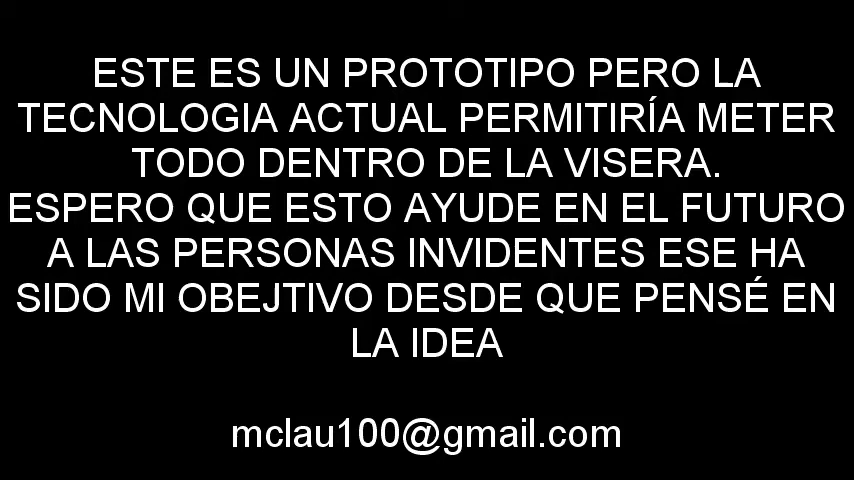 ESTE ES UN PROTOTIPO PERO LA
TECNOLOGIA ACTUAL PERMITIRÍA METER
TODO DENTRO DE LA VISERA.
ESPERO QUE ESTO AYUDE EN EL FUTURO
A LAS PERSONAS INVIDENTES ESE HA
SIDO MI OBEJTIVO DESDE QUE PENSÉ EN
LA IDEA
mclau100@gmail.com